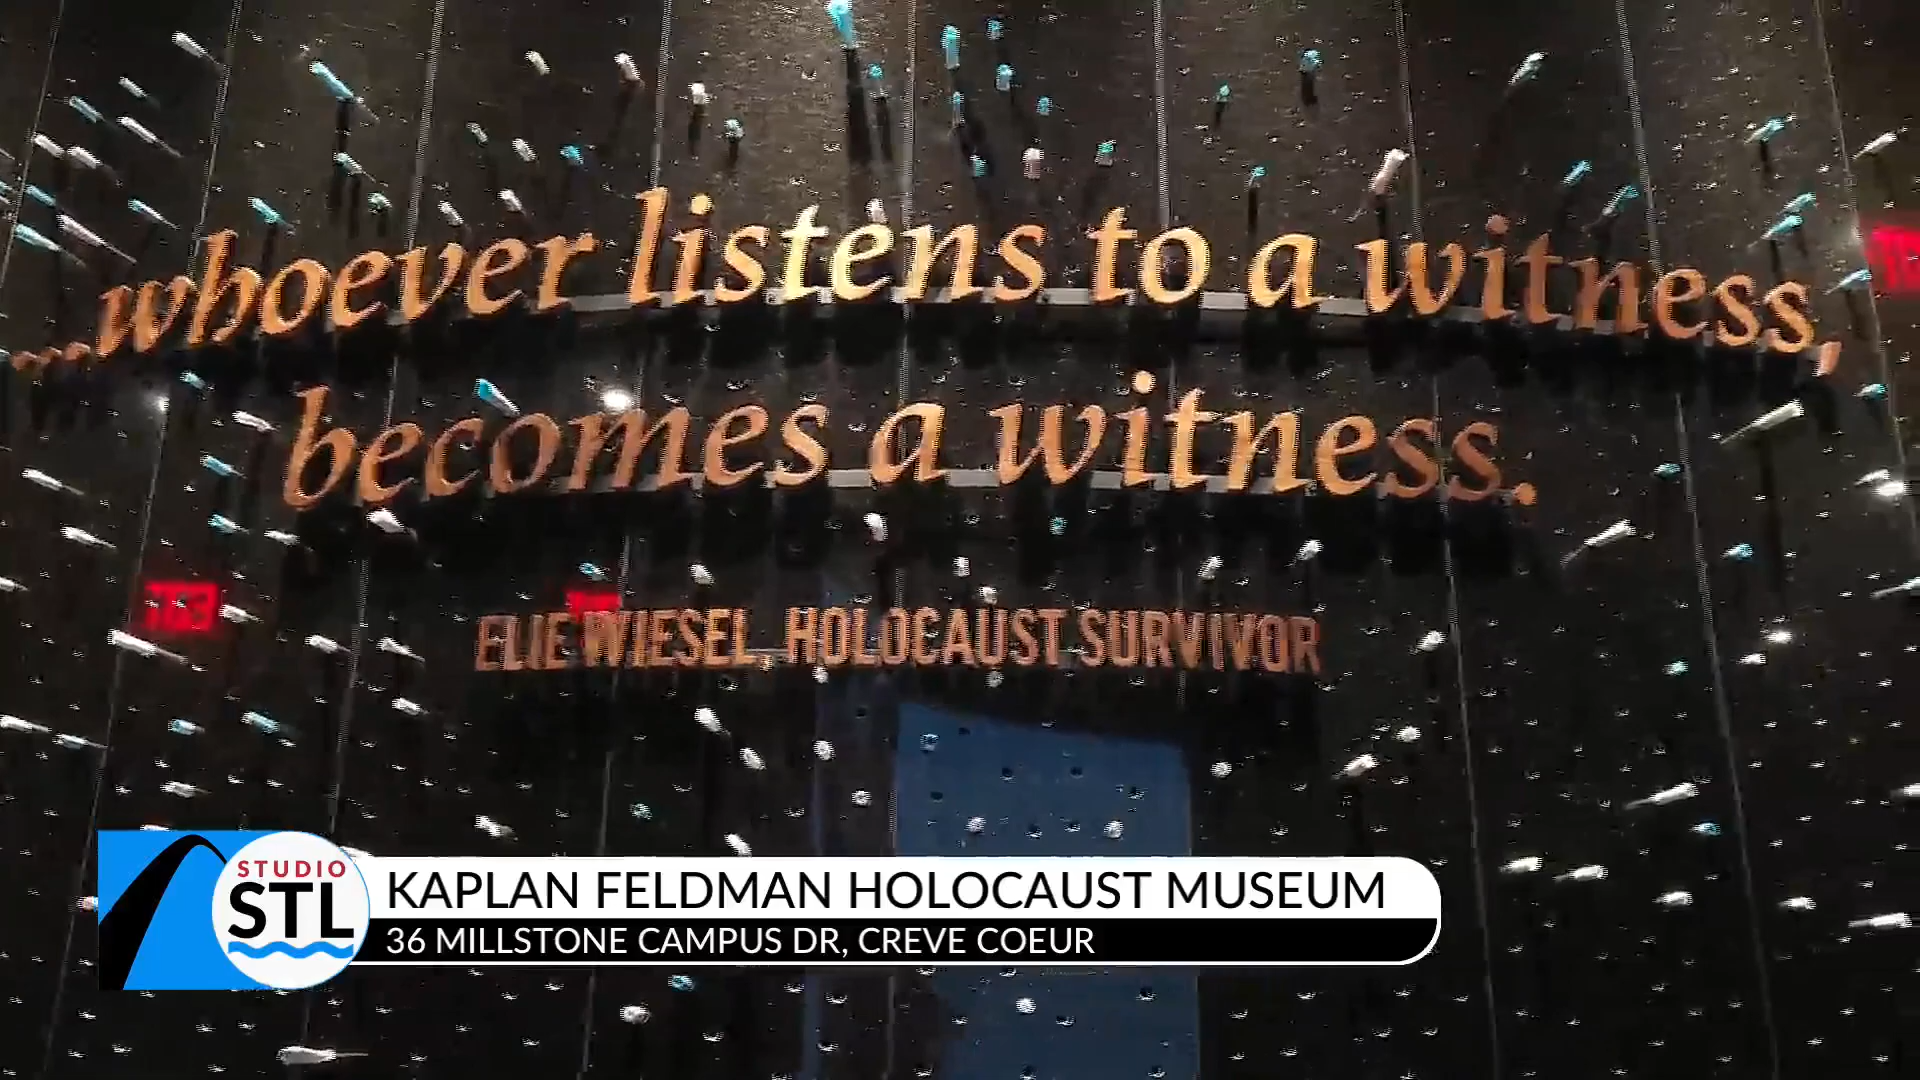 ...whoever listens to a witness,
becomes a witness.
ELIE WIESEL, HOLOCAUST SURVIVOR
STUDIO
STL
KAPLAN FELDMAN HOLOCAUST MUSEUM
36 MILLSTONE CAMPUS DR, CREVE COEUR